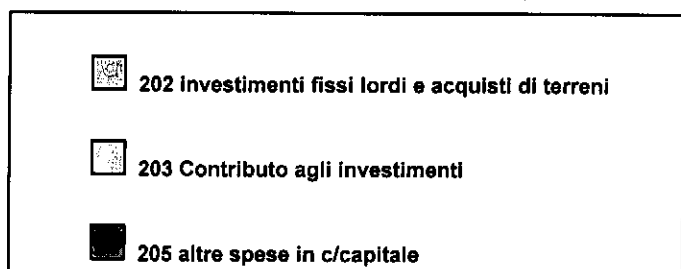 202 investimenti fissi lordi e acquisti di terreni
203 Contributo agli investimenti
205 altre spese in c/capitale